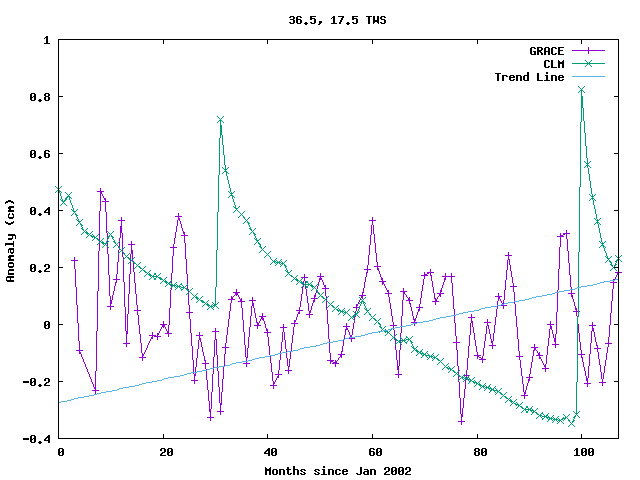 36.5, 17.5 TWS
GRACE
CLM
Trend Line
1
0.8
0.6
0.4
0.2
0
-0.2
-0.4
Anomaly (cm)
0 20 40 60 80 100
Months since Jan 2002